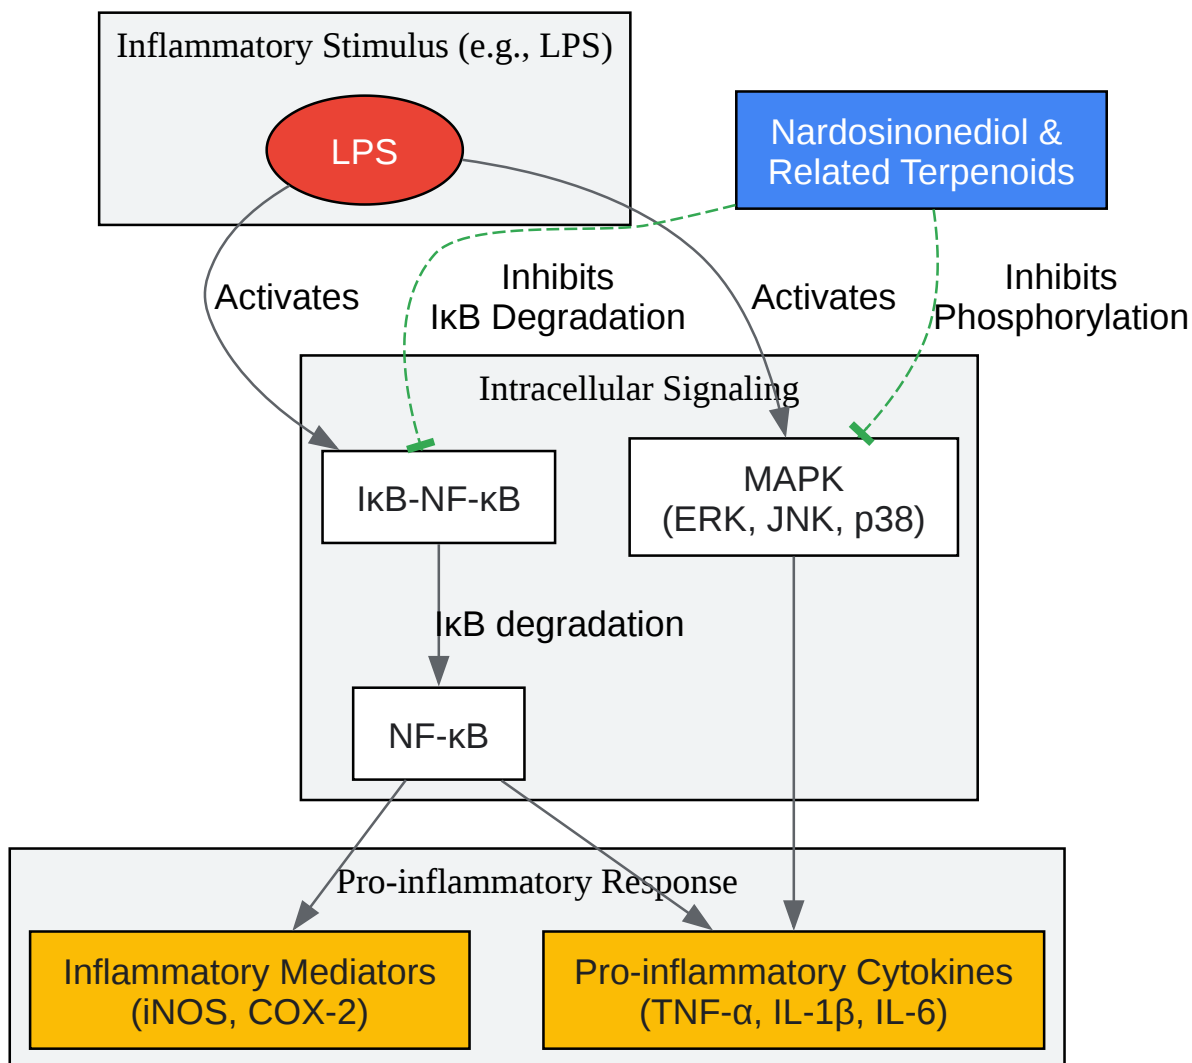 Inflammatory Stimulus (e.g., LPS)
LPS
Nardosinonediol &
Related Terpenoids
Activates
Inhibits
IκB Degradation
Activates
Inhibits
Phosphorylation
Intracellular Signaling
IκB-NF-κB
MAPK
(ERK, JNK, p38)
IκB degradation
NF-κB
Pro-inflammatory Response
Inflammatory Mediators
(iNOS, COX-2)
Pro-inflammatory Cytokines
(TNF-α, IL-1β, IL-6)